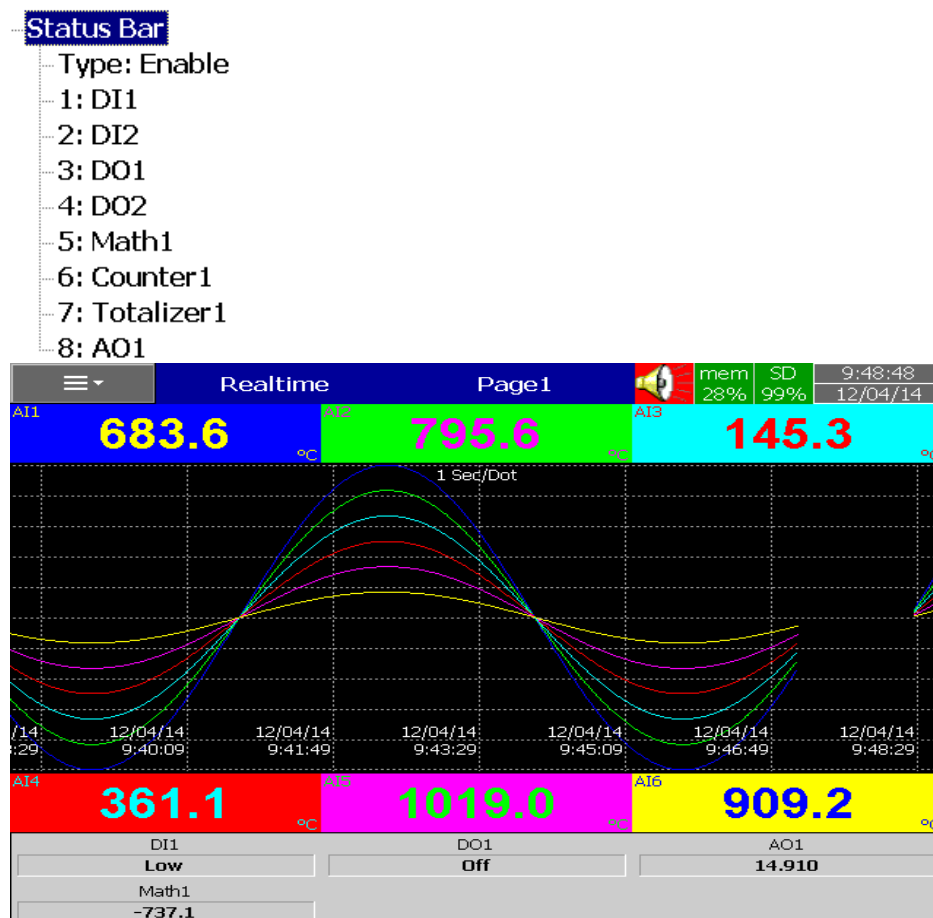 Status Bar
Type: Enable
1: DI1
2: DI2
3: DO1
4: DO2
5: Math1
6: Counter1
7: Totalizer1
8: AO1
Realtime Page1 mem 28% SD 99% 9:48:48 12/04/14
AI1 683.6 °C AI2 795.6 °C AI3 145.3
1 Sec/Dot
/14 12/04/14 12/04/14 12/04/14 12/04/14 12/04/14 12/04/14
:29 9:40:09 9:41:49 9:43:29 9:45:09 9:46:49 9:48:29
AI4 361.1 °C AI5 1019.0 °C AI6 909.2
DI1 DO1 AO1
Low Off 14.910
Math1
-737.1